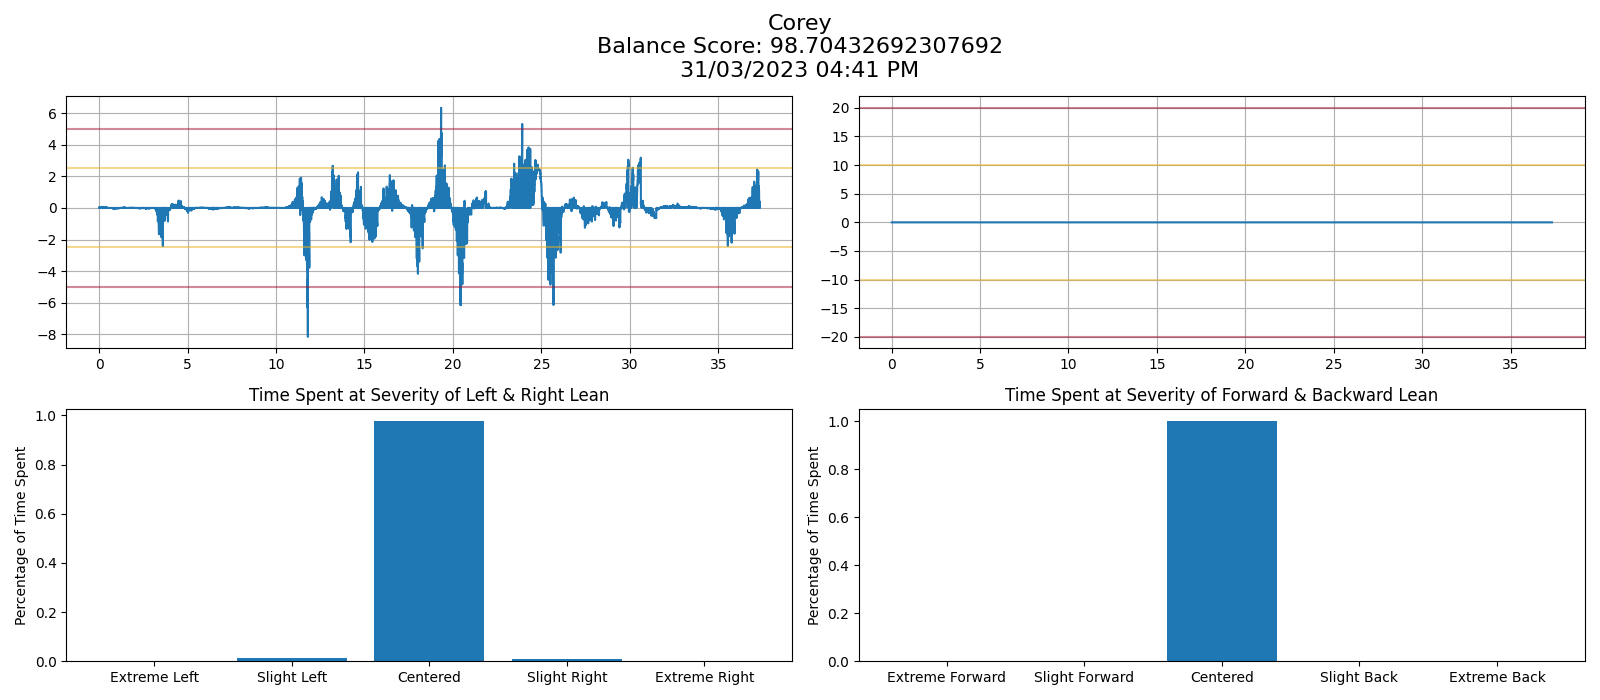 Corey
Balance Score: 98.70432692307692
31/03/2023 04:41 PM
6
4
2
0
−2
−4
−6
−8
0 5 10 15 20 25 30 35
20
15
10
5
0
−5
−10
−15
−20
0 5 10 15 20 25 30 35
Time Spent at Severity of Left & Right Lean
Percentage of Time Spent
1.0
0.8
0.6
0.4
0.2
0.0
Extreme Left Slight Left Centered Slight Right Extreme Right
Time Spent at Severity of Forward & Backward Lean
Percentage of Time Spent
1.0
0.8
0.6
0.4
0.2
0.0
Extreme Forward Slight Forward Centered Slight Back Extreme Back